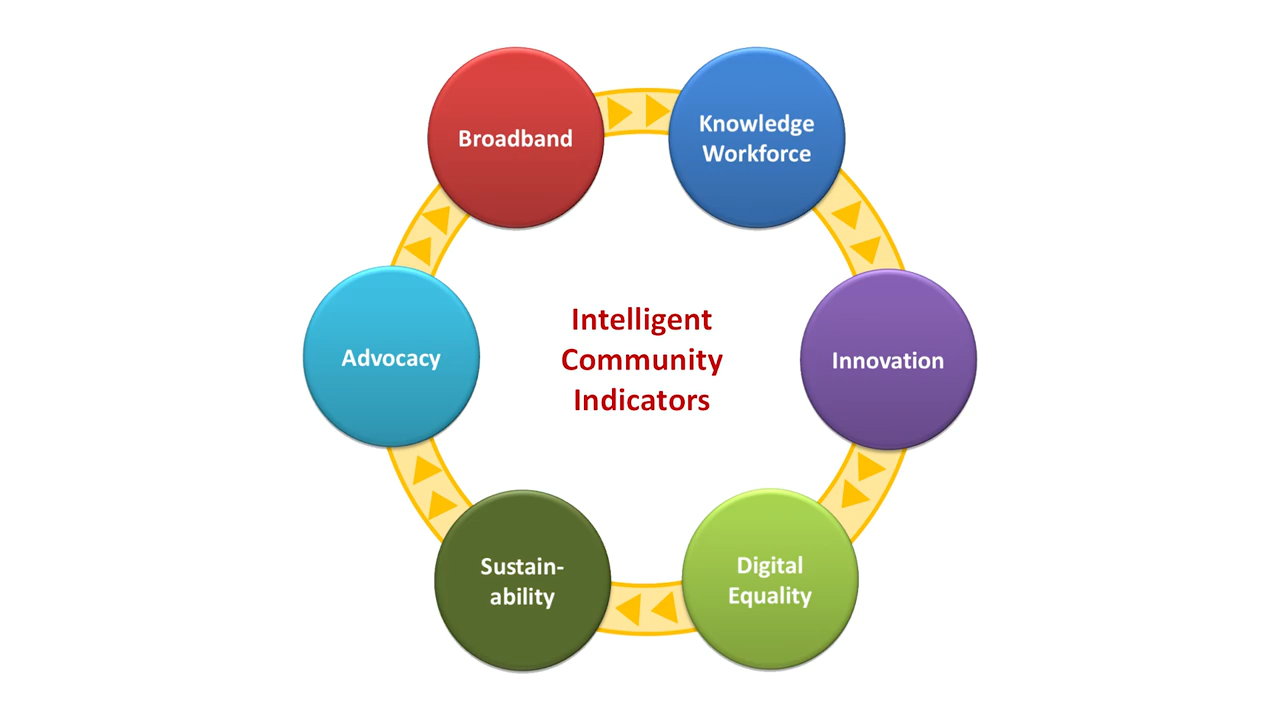 Broadband
Knowledge
Workforce
Intelligent
Community
Indicators
Advocacy
Innovation
Sustain-
ability
Digital
Equality